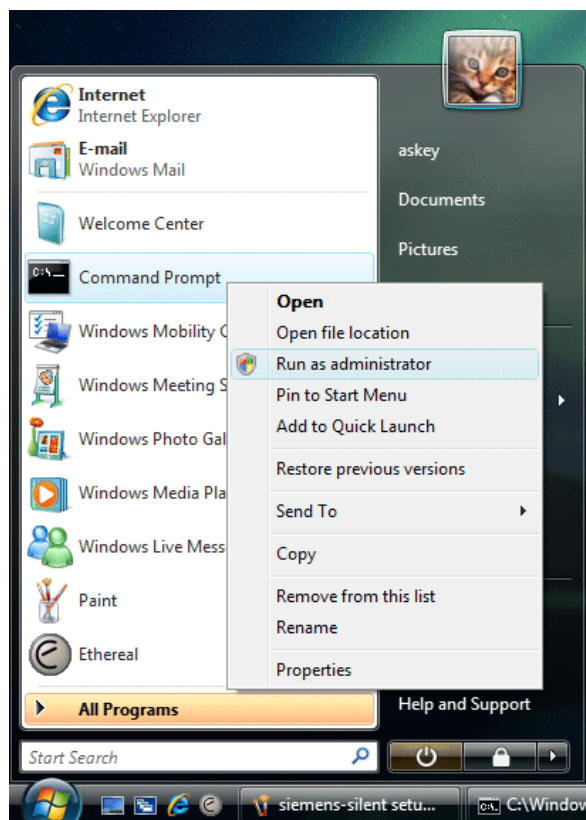 Internet
Internet Explorer
E-mail
Windows Mail
Welcome Center
Command Prompt
Windows Mobility C
Windows Meeting S
Windows Photo Gal
Windows Media Pla
Windows Live Mess
Paint
Ethereal
All Programs
Start Search
askey
Documents
Pictures
Help and Support
Open
Open file location
Run as administrator
Pin to Start Menu
Add to Quick Launch
Restore previous versions
Send To
Copy
Remove from this list
Rename
Properties
siemens-silent setu...
C:\Window